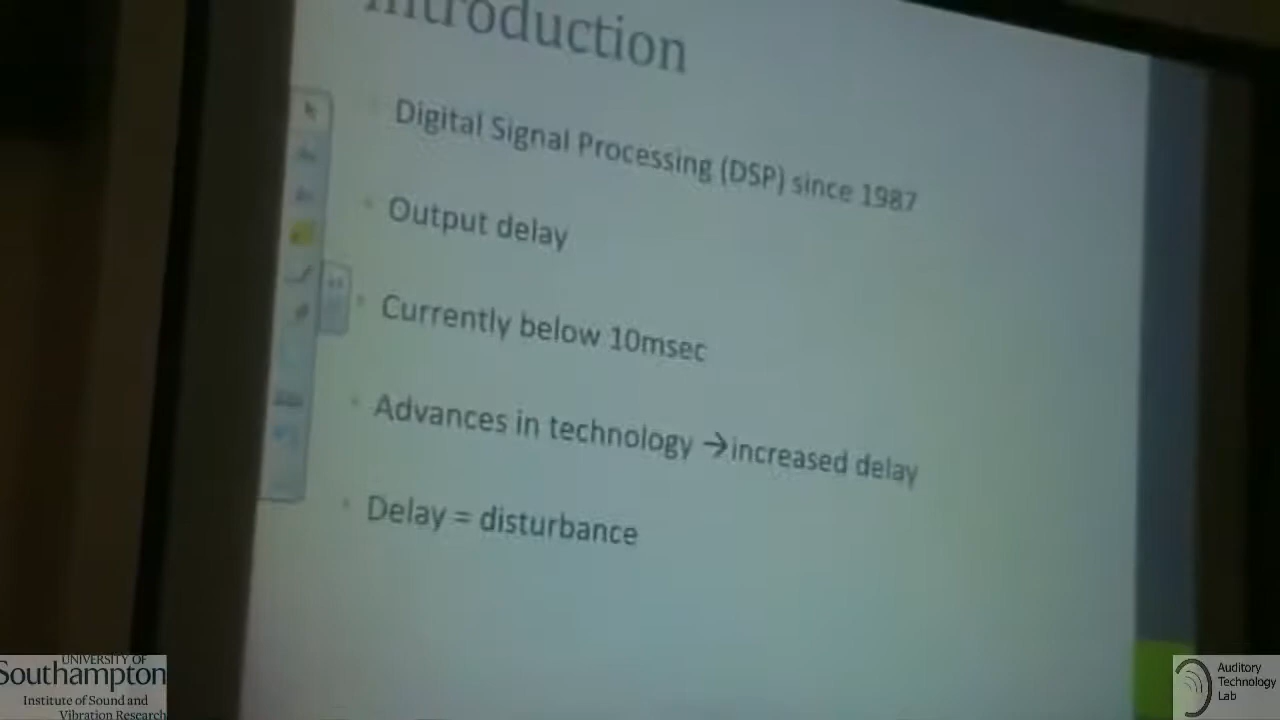 Introduction
Digital Signal Processing (DSP) since 1987
Output delay
Currently below 10msec
Advances in technology →increased delay
Delay = disturbance
UNIVERSITY OF
Southampton
Institute of Sound and
Vibration Research
Auditory
Technology
Lab